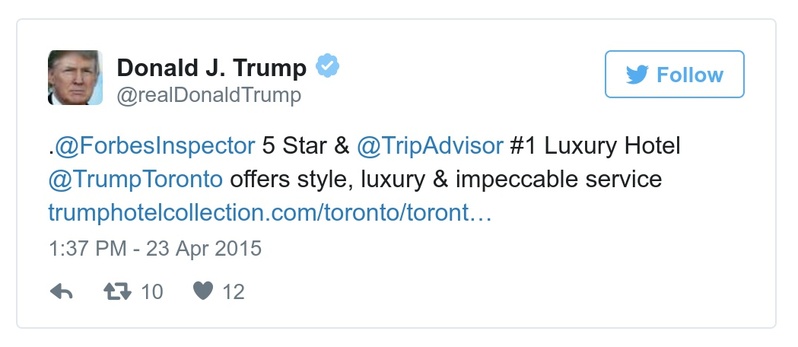 Donald J. Trump
@realDonaldTrump
Follow
.@ForbesInspector 5 Star & @TripAdvisor #1 Luxury Hotel
@TrumpToronto offers style, luxury & impeccable service
trumphotelcollection.com/toronto/toront…
1:37 PM - 23 Apr 2015
10 12